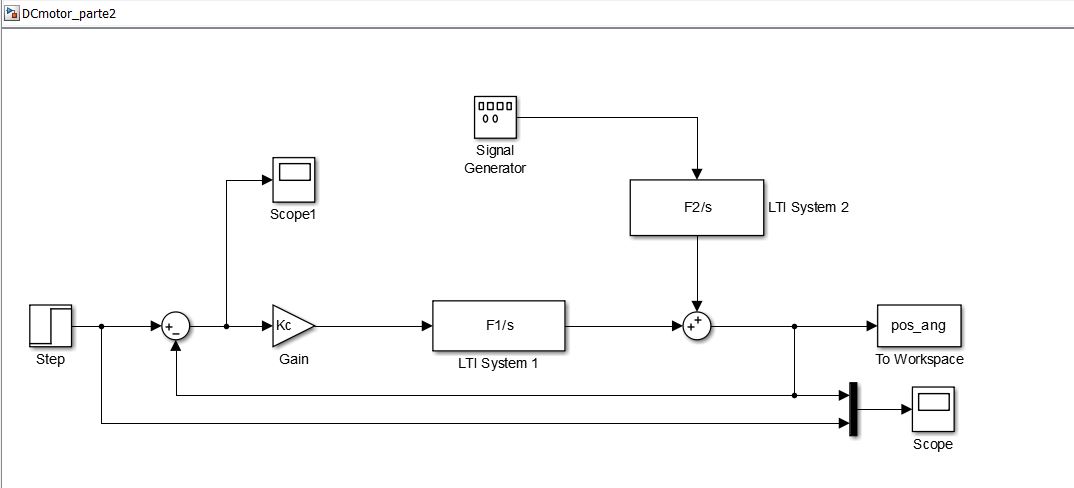 DCmotor_parte2
Signal
Generator
F2/s
LTI System 2
Scope1
Step
+
−
Kc
Gain
F1/s
LTI System 1
+
+
pos_ang
To Workspace
Scope